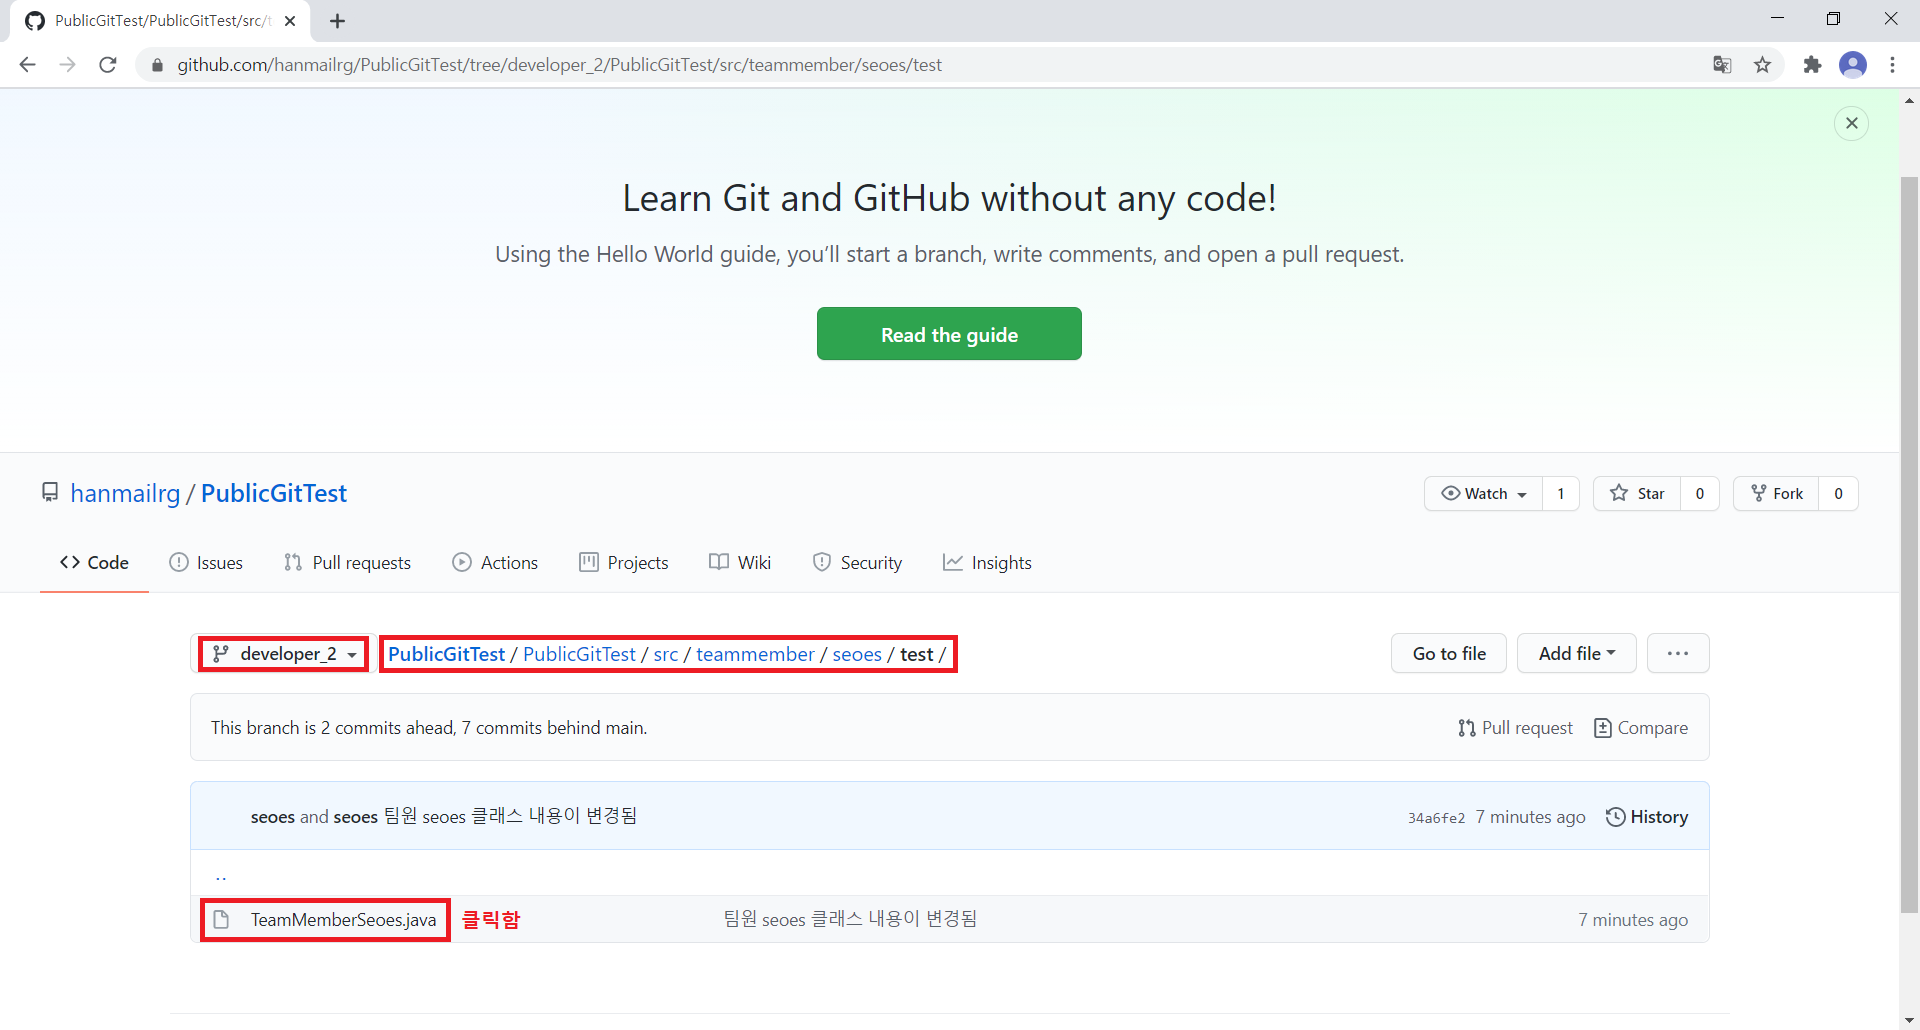 PublicGitTest/PublicGitTest/src/t
github.com/hanmailrg/PublicGitTest/tree/developer_2/PublicGitTest/src/teammember/seoes/test
Learn Git and GitHub without any code!
Using the Hello World guide, you’ll start a branch, write comments, and open a pull request.
Read the guide
hanmailrg / PublicGitTest
Watch 1 Star 0 Fork 0
Code Issues Pull requests Actions Projects Wiki Security Insights
developer_2 PublicGitTest / PublicGitTest / src / teammember / seoes / test / Go to file Add file ...
This branch is 2 commits ahead, 7 commits behind main. Pull request Compare
seoes and seoes 팀원 seoes 클래스 내용이 변경됨 34a6fe2 7 minutes ago History
..
TeamMemberSeoes.java 클릭함 팀원 seoes 클래스 내용이 변경됨 7 minutes ago